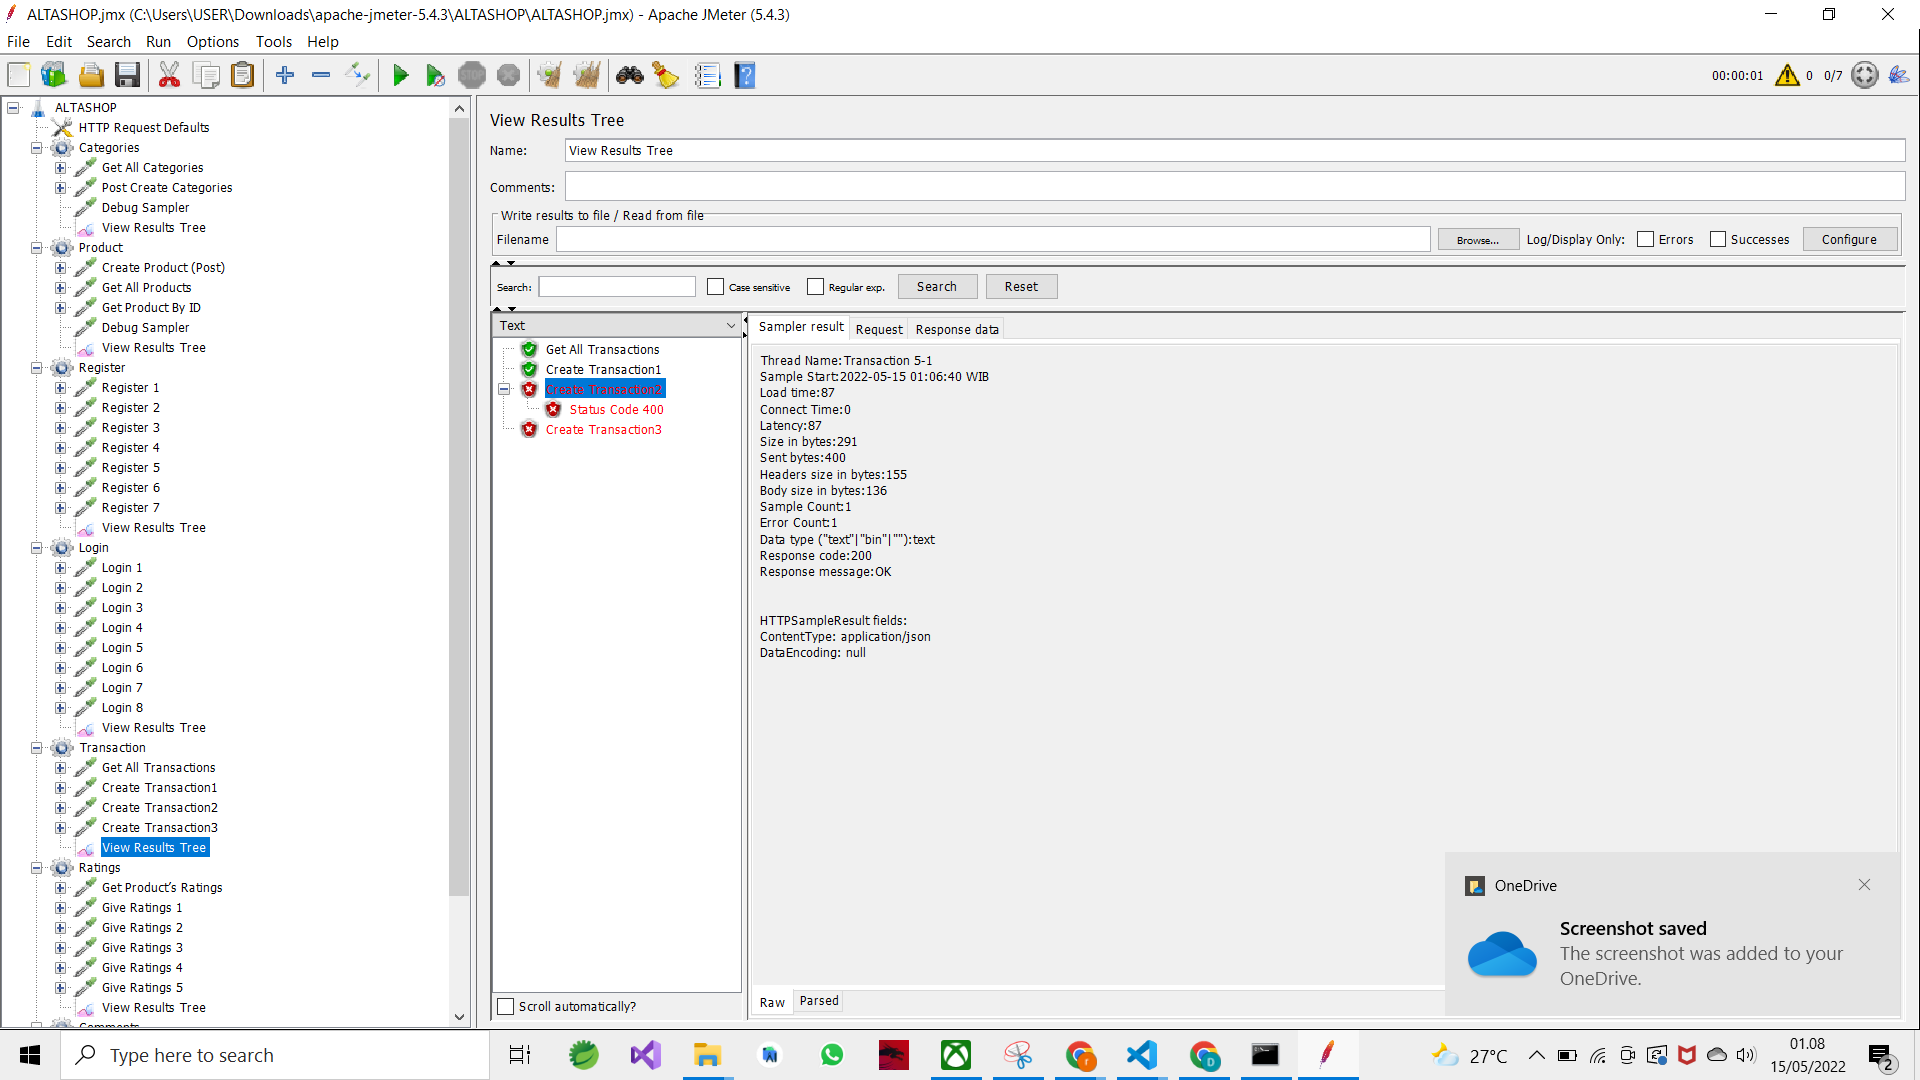 ALTASHOP.jmx (C:\Users\USER\Downloads\apache-jmeter-5.4.3\ALTASHOP\ALTASHOP.jmx) - Apache JMeter (5.4.3)
File Edit Search Run Options Tools Help
STOP
00:00:01 0 0/7
ALTASHOP
HTTP Request Defaults
Categories
Get All Categories
Post Create Categories
Debug Sampler
View Results Tree
Product
Create Product (Post)
Get All Products
Get Product By ID
Debug Sampler
View Results Tree
Register
Register 1
Register 2
Register 3
Register 4
Register 5
Register 6
Register 7
View Results Tree
Login
Login 1
Login 2
Login 3
Login 4
Login 5
Login 6
Login 7
Login 8
View Results Tree
Transaction
Get All Transactions
Create Transaction1
Create Transaction2
Create Transaction3
View Results Tree
Ratings
Get Product's Ratings
Give Ratings 1
Give Ratings 2
Give Ratings 3
Give Ratings 4
Give Ratings 5
View Results Tree
Comments
View Results Tree
Name: View Results Tree
Comments:
Write results to file / Read from file
Filename Browse... Log/Display Only: Errors Successes Configure
Search: Case sensitive Regular exp. Search Reset
Text
Get All Transactions
Create Transaction1
Create Transaction2
Status Code 400
Create Transaction3
Scroll automatically?
Sampler result Request Response data
Thread Name:Transaction 5-1
Sample Start:2022-05-15 01:06:40 WIB
Load time:87
Connect Time:0
Latency:87
Size in bytes:291
Sent bytes:400
Headers size in bytes:155
Body size in bytes:136
Sample Count:1
Error Count:1
Data type ("text"|"bin"|""):text
Response code:200
Response message:OK
HTTPSampleResult fields:
ContentType: application/json
DataEncoding: null
Raw Parsed
OneDrive
Screenshot saved
The screenshot was added to your
OneDrive.
Type here to search
27°C
01.08
15/05/2022
2